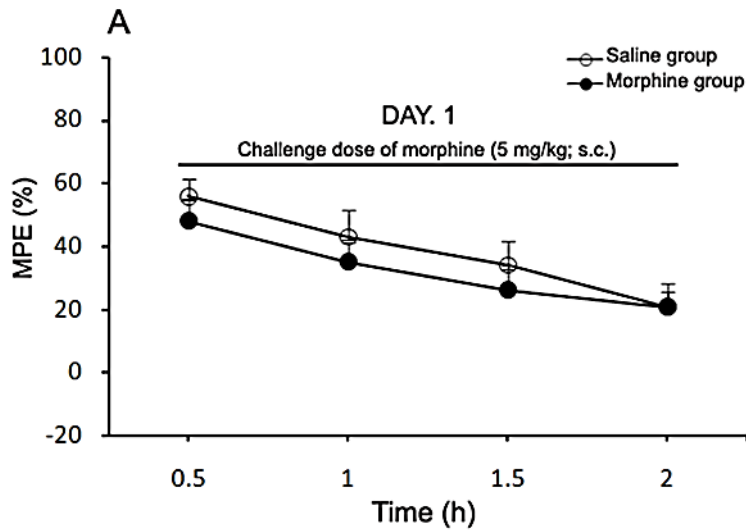 A
Saline group
Morphine group
DAY. 1
Challenge dose of morphine (5 mg/kg; s.c.)
100
80
60
40
20
0
-20
MPE (%)
0.5
1
1.5
2
Time (h)